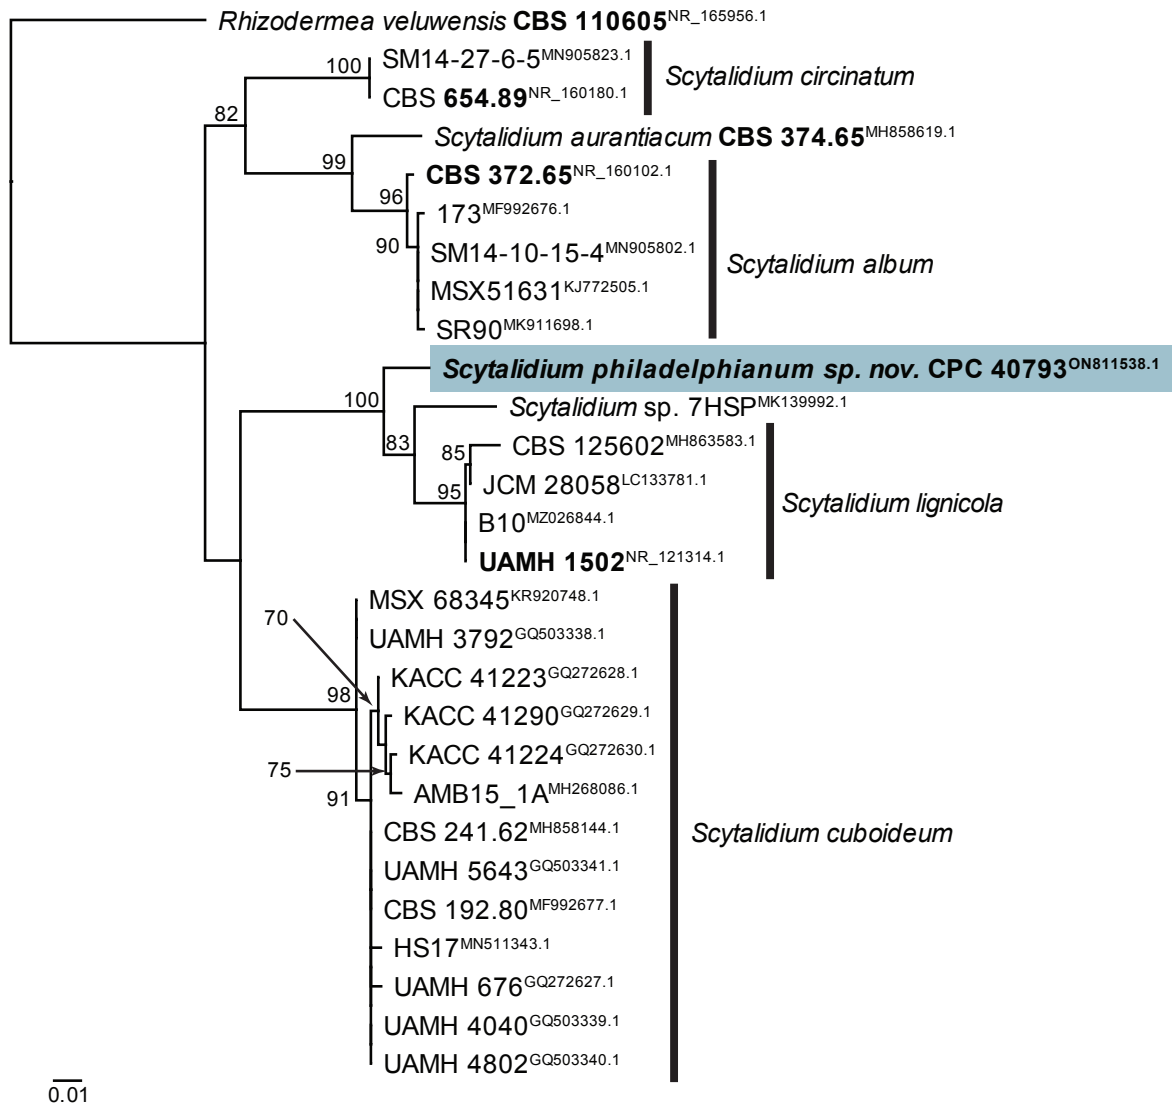 Rhizodermea veluwensis CBS 110605NR_165956.1
SM14-27-6-5MN905823.1
100
Scytalidium circinatum
CBS 654.89NR_160180.1
82
Scytalidium aurantiacum CBS 374.65MH858619.1
99
CBS 372.65NR_160102.1
96
173MF992676.1
90
SM14-10-15-4MN905802.1
Scytalidium album
MSX51631KJ772505.1
SR90MK911698.1
Scytalidium philadelphianum sp. nov. CPC 40793ON811538.1
100
Scytalidium sp. 7HSPMK139992.1
83
CBS 125602MH863583.1
85
JCM 28058LC133781.1
95
Scytalidium lignicola
B10MZ026844.1
UAMH 1502NR_121314.1
MSX 68345KR920748.1
70
UAMH 3792GQ503338.1
KACC 41223GQ272628.1
98
KACC 41290GQ272629.1
KACC 41224GQ272630.1
75
AMB15_1AMH268086.1
91
CBS 241.62MH858144.1
Scytalidium cuboideum
UAMH 5643GQ503341.1
CBS 192.80MF992677.1
HS17MN511343.1
UAMH 676GQ272627.1
UAMH 4040GQ503339.1
UAMH 4802GQ503340.1
0.01